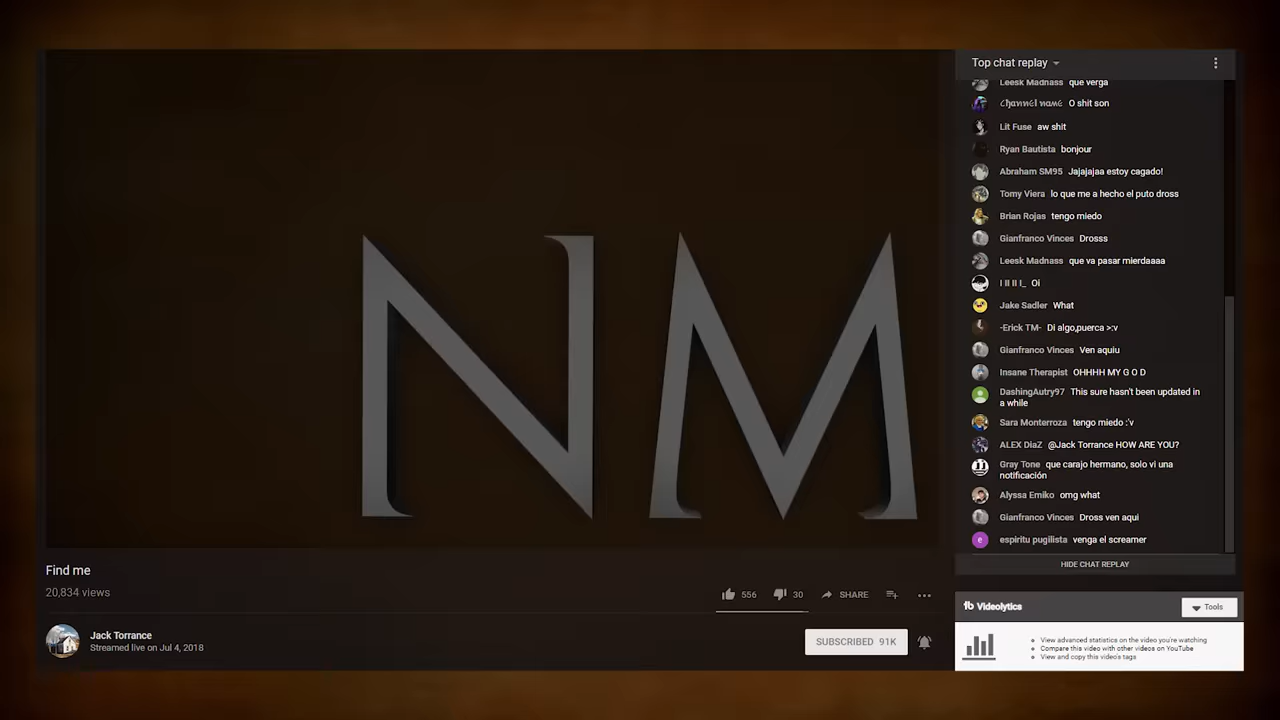 NM
Find me
20,834 views
556
30
SHARE
Jack Torrance
Streamed live on Jul 4, 2018
SUBSCRIBED 91K
Top chat replay
Leesk Madnass que verga
Channel name O shit son
Lit Fuse aw shit
Ryan Bautista bonjour
Abraham SM95 Jajajajaa estoy cagado!
Tomy Viera lo que me a hecho el puto dross
Brian Rojas tengo miedo
Gianfranco Vinces Drosss
Leesk Madnass que va pasar mierdaaaa
I II II I_ Oi
Jake Sadler What
-Erick TM- Di algo,puerca >:v
Gianfranco Vinces Ven aquiu
Insane Therapist OHHHH MY G O D
DashingAutry97 This sure hasn't been updated in
a while
Sara Monterroza tengo miedo :'v
ALEX DiaZ @Jack Torrance HOW ARE YOU?
Gray Tone que carajo hermano, solo vi una
notificación
Alyssa Emiko omg what
Gianfranco Vinces Dross ven aqui
espiritu pugilista venga el screamer
HIDE CHAT REPLAY
Videolytics
Tools
View advanced statistics on the video you're watching
Compare this video with other videos on YouTube
View and copy this video's tags